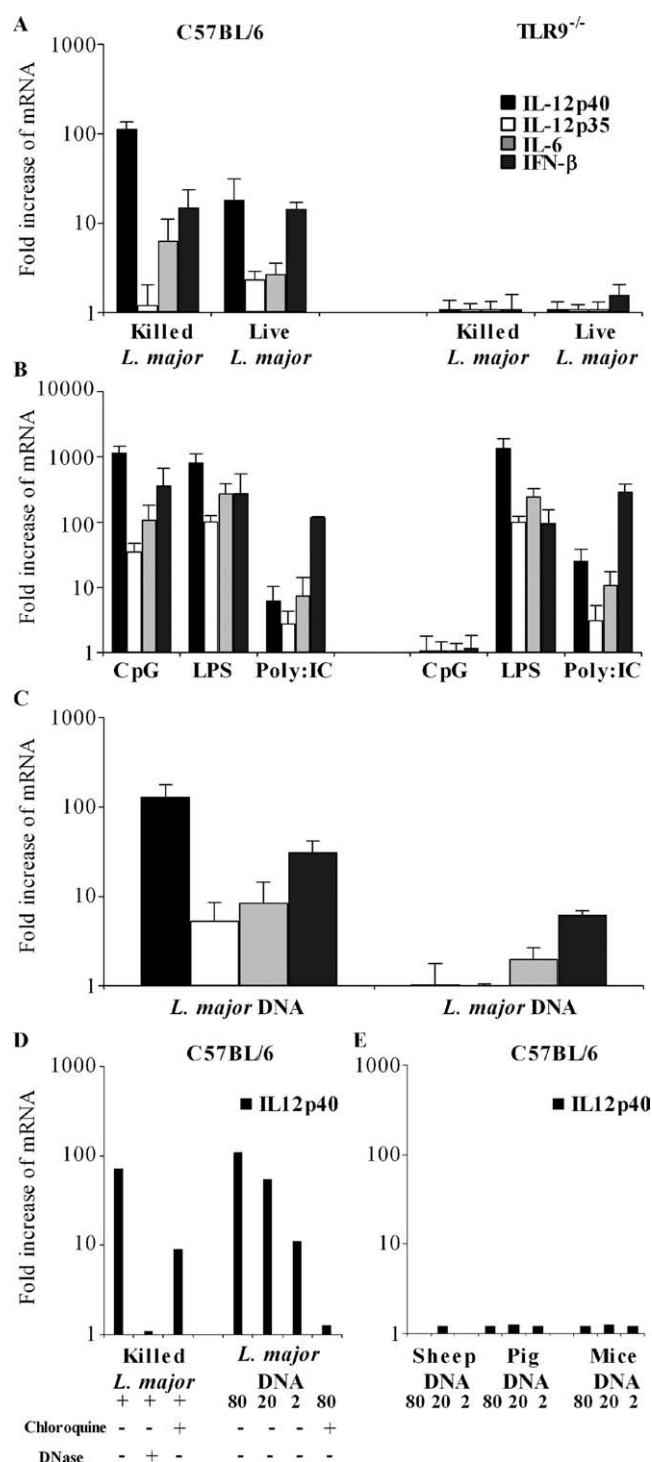 A
C57BL/6
TLR9-/-
Fold increase of mRNA
1000
100
10
1
IL-12p40
IL-12p35
IL-6
IFN-β
Killed Live Killed Live
L. major L. major L. major L. major
B
Fold increase of mRNA
10000
1000
100
10
1
CpG LPS Poly:IC CpG LPS Poly:IC
C
Fold increase of mRNA
1000
100
10
1
L. major DNA L. major DNA
D
C57BL/6
Fold increase of mRNA
1000
100
10
1
IL12p40
Killed L. major
L. major DNA
+ + + 80 20 2 80
Chloroquine - - + - - - +
DNase - + - - - - -
E
C57BL/6
1000
100
10
1
IL12p40
Sheep Pig Mice
DNA DNA DNA
80 20 2 80 20 2 80 20 2